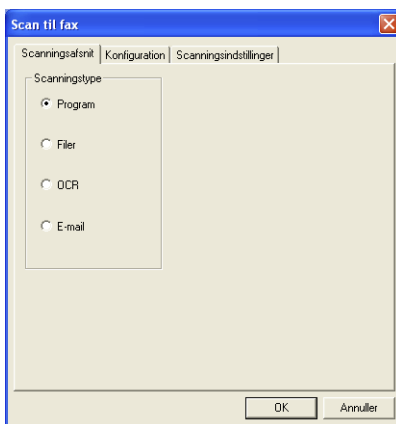 Scan til fax
Scanningsafsnit Konfiguration Scanningsindstillinger
Scanningstype
Program
Filer
OCR
E-mail
OK Annuller